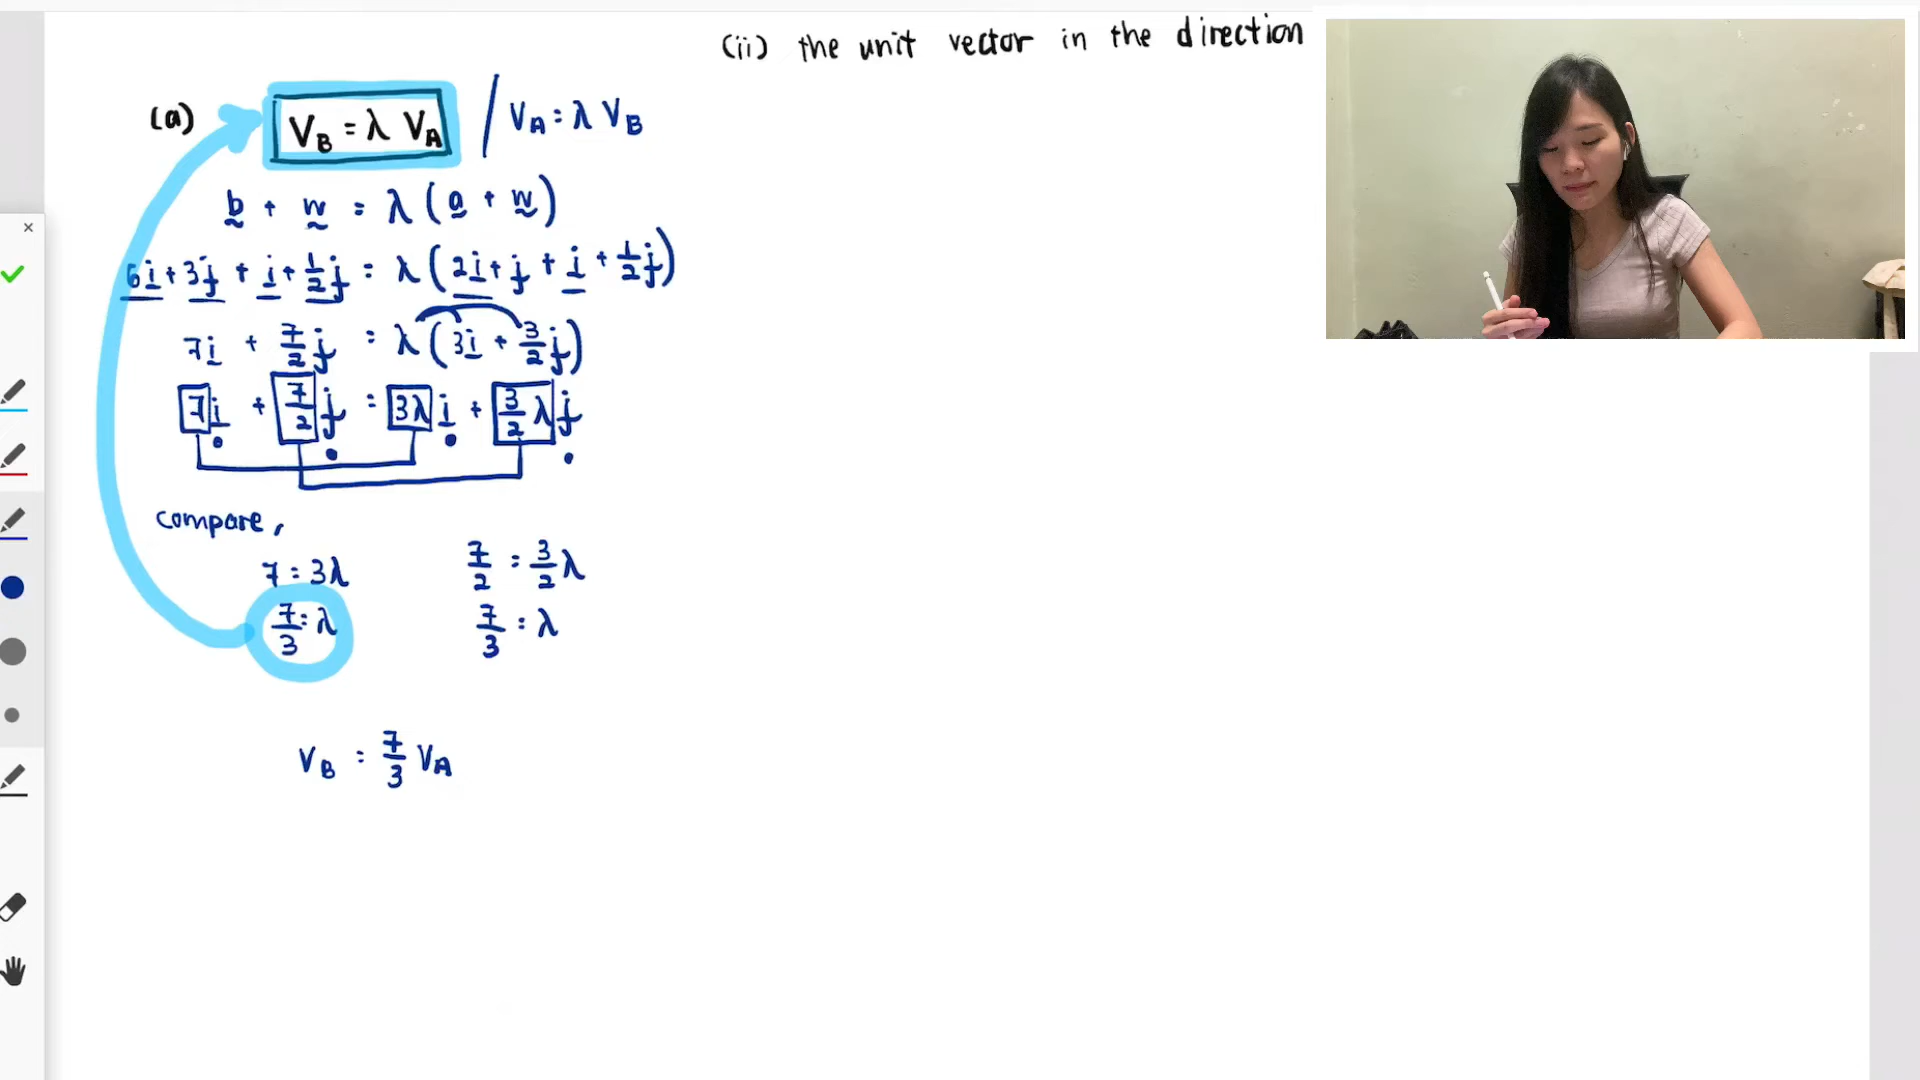 (ii) the unit vector in the direction
(a) V_B = λ V_A / V_A = λ V_B
b + w = λ(a + w)
6i + 3j + i + 1/2 j = λ(2i + j + i + 1/2 j)
7i + 7/2 j = λ(3i + 3/2 j)
7i + 7/2 j = 3λ i + 3/2 λ j
compare,
7 = 3λ 7/2 = 3/2 λ
7/3 = λ 7/3 = λ
V_B = 7/3 V_A